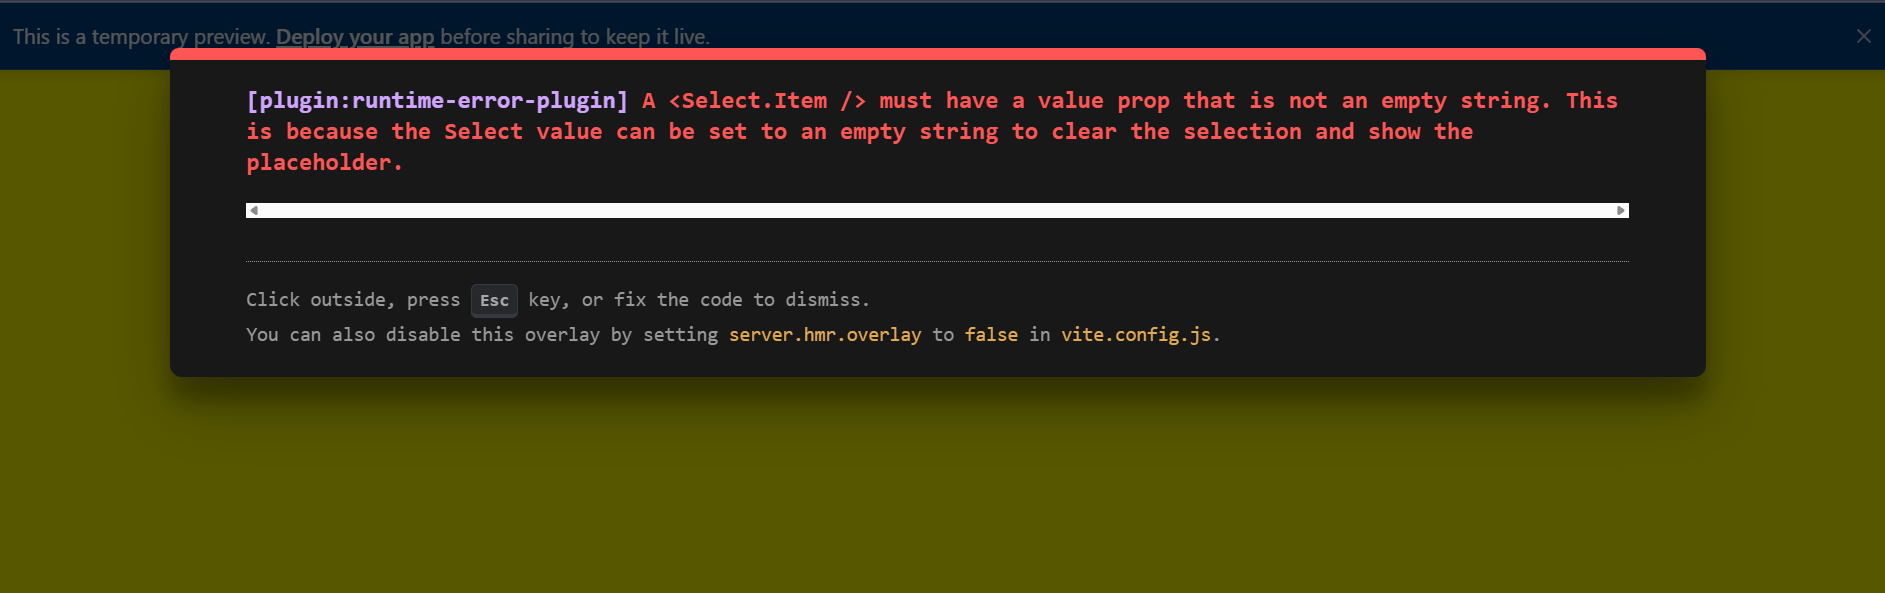 This is a temporary preview. Deploy your app before sharing to keep it live.
[plugin:runtime-error-plugin] A <Select.Item /> must have a value prop that is not an empty string. This
is because the Select value can be set to an empty string to clear the selection and show the
placeholder.
Click outside, press Esc key, or fix the code to dismiss.
You can also disable this overlay by setting server.hmr.overlay to false in vite.config.js.